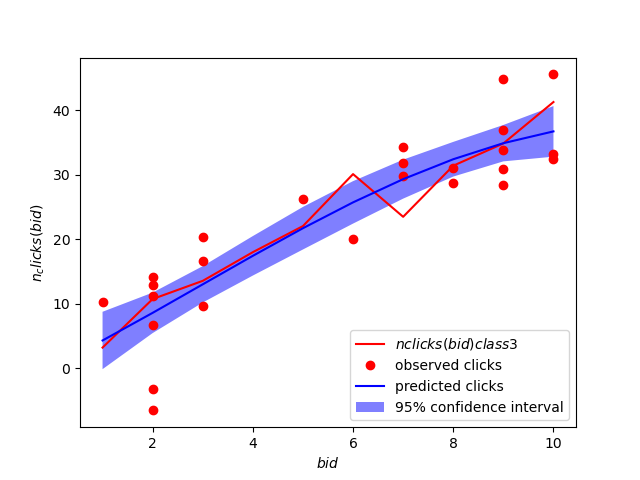 n_clicks(bid)
40
30
20
10
0
2
4
6
8
10
bid
nclicks(bid)class3
observed clicks
predicted clicks
95% confidence interval